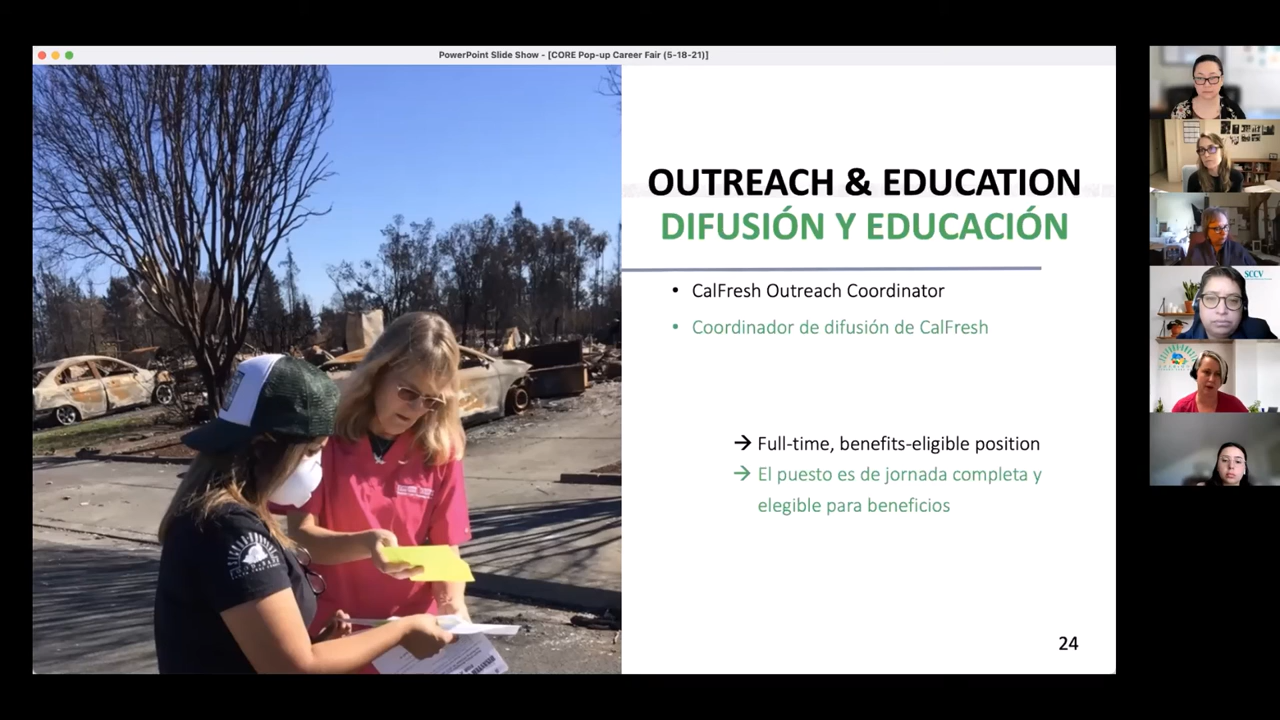 PowerPoint Slide Show - [CORE Pop-up Career Fair (5-18-21)]
OUTREACH & EDUCATION
DIFUSIÓN Y EDUCACIÓN
• CalFresh Outreach Coordinator
• Coordinador de difusión de CalFresh
→ Full-time, benefits-eligible position
→ El puesto es de jornada completa y
elegible para beneficios
24
SCCV